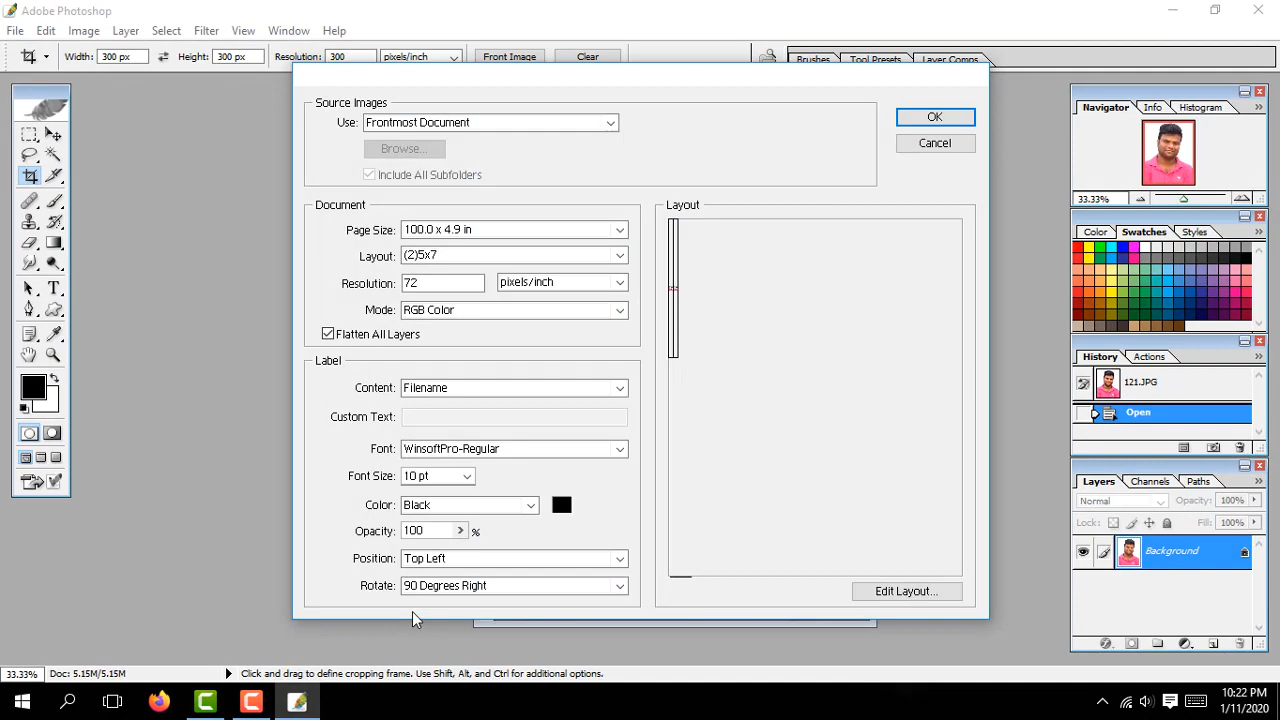 Adobe Photoshop
File Edit Image Layer Select Filter View Window Help
Width: 300 px Height: 300 px Resolution: 300 pixels/inch Front Image Clear Brushes Tool Presets Layer Comps
Source Images
Use: Frontmost Document
Browse...
Include All Subfolders
OK
Cancel
Document
Page Size: 100.0 x 4.9 in
Layout: (2)5x7
Resolution: 72 pixels/inch
Mode: RGB Color
Flatten All Layers
Label
Content: Filename
Custom Text:
Font: WinsoftPro-Regular
Font Size: 10 pt
Color: Black
Opacity: 100 %
Position: Top Left
Rotate: 90 Degrees Right
Layout
Edit Layout...
Navigator Info Histogram
33.33%
Color Swatches Styles
History Actions
121.JPG
Open
Layers Channels Paths
Normal Opacity: 100%
Lock: Fill: 100%
Background
33.33% Doc: 5.15M/5.15M Click and drag to define cropping frame. Use Shift, Alt, and Ctrl for additional options.
10:22 PM
1/11/2020